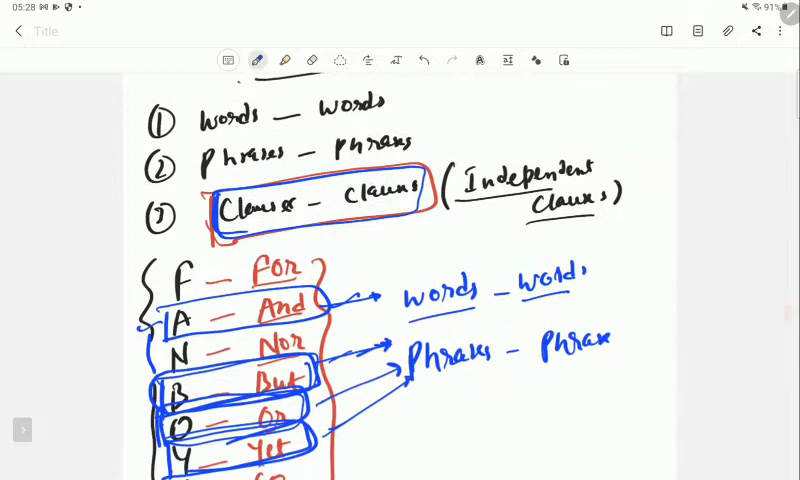 05:28
91%
Title
① words – words
② Phrases – Phrases
③ Clauses – Clauses (Independent Clauses)
F – For
A – And
N – Nor
B – But
O – Or
Y – Yet
words – words
Phrases – Phrase